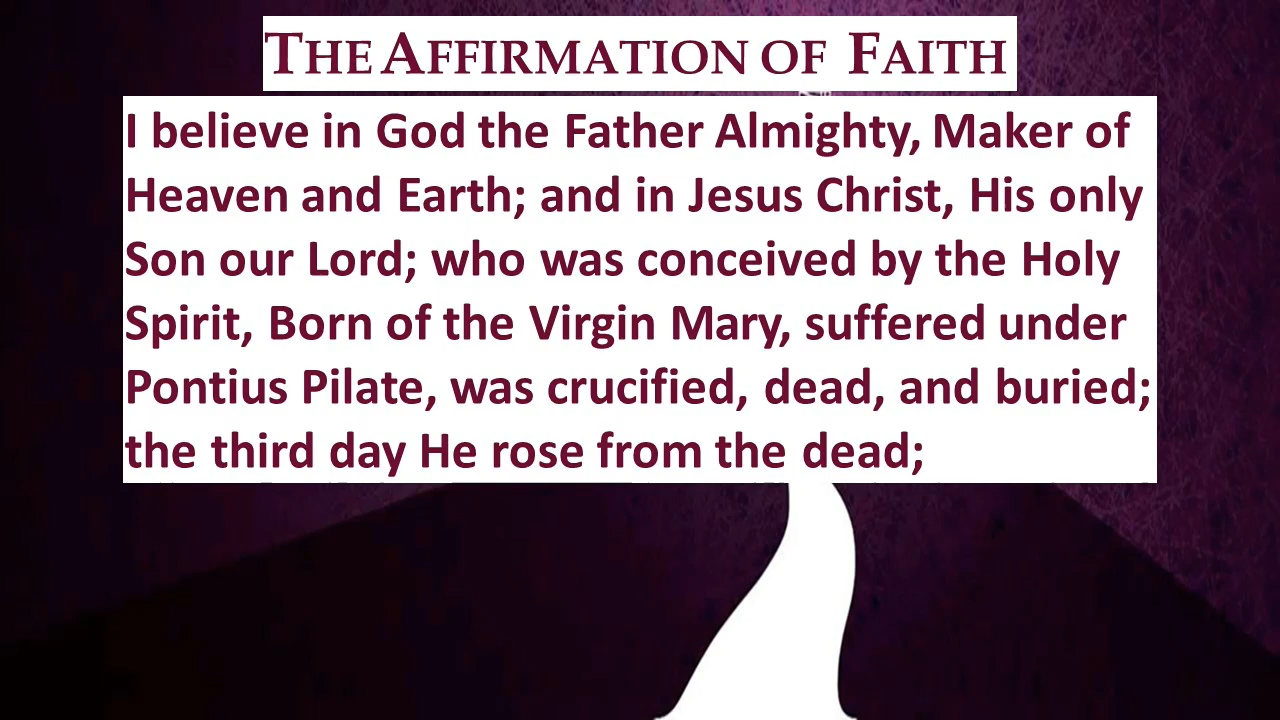 THE AFFIRMATION OF FAITH
I believe in God the Father Almighty, Maker of
Heaven and Earth; and in Jesus Christ, His only
Son our Lord; who was conceived by the Holy
Spirit, Born of the Virgin Mary, suffered under
Pontius Pilate, was crucified, dead, and buried;
the third day He rose from the dead;